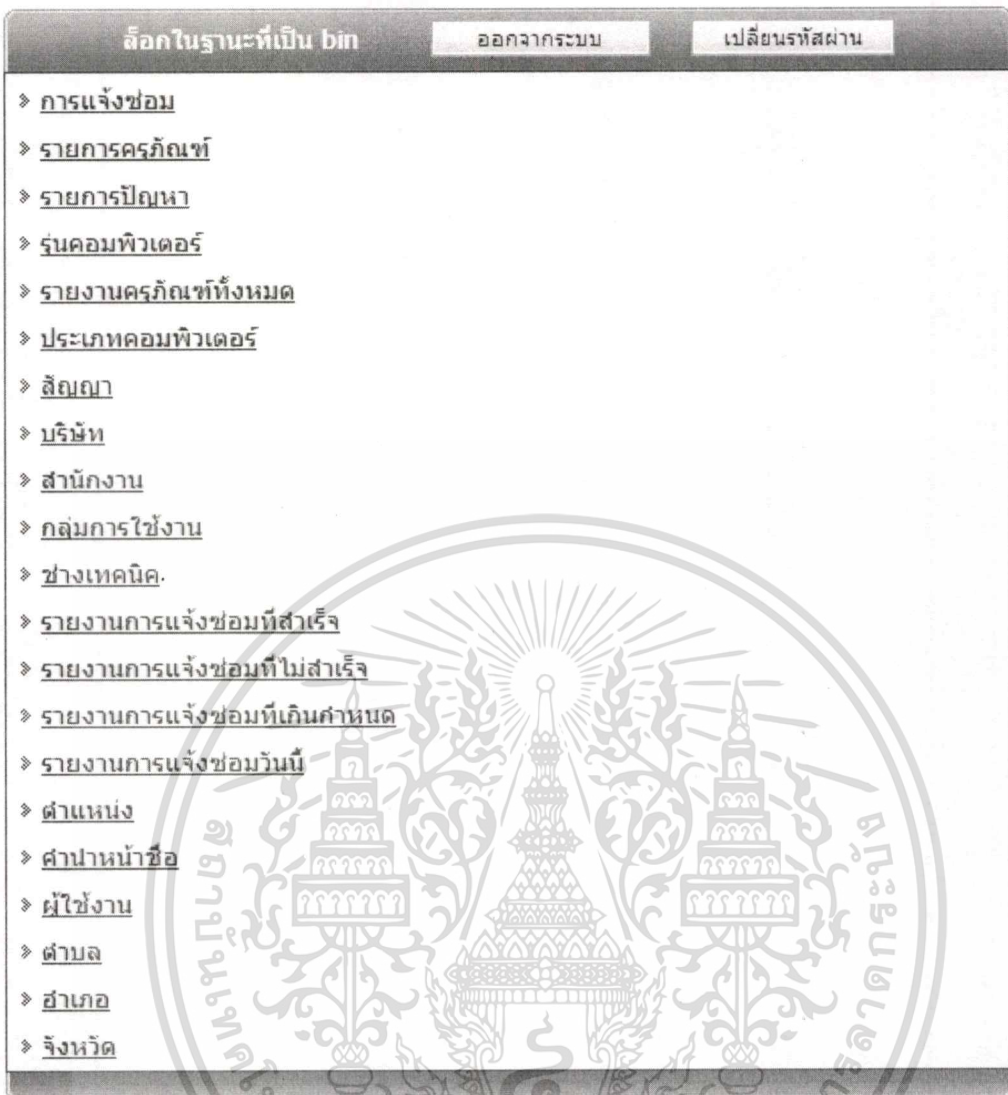 ล็อกในฐานะที่เป็น bin ออกจากระบบ เปลี่ยนรหัสผ่าน
» การแจ้งซ่อม
» รายการครุภัณฑ์
» รายการปัญหา
» รุ่นคอมพิวเตอร์
» รายงานครุภัณฑ์ทั้งหมด
» ประเภทคอมพิวเตอร์
» สัญญา
» บริษัท
» สำนักงาน
» กลุ่มการใช้งาน
» ช่างเทคนิค.
» รายงานการแจ้งซ่อมที่สำเร็จ
» รายงานการแจ้งซ่อมที่ไม่สำเร็จ
» รายงานการแจ้งซ่อมที่เกินกำหนด
» รายงานการแจ้งซ่อมวันนี้
» ตำแหน่ง
» คำนำหน้าชื่อ
» ผู้ใช้งาน
» ตำบล
» อำเภอ
» จังหวัด